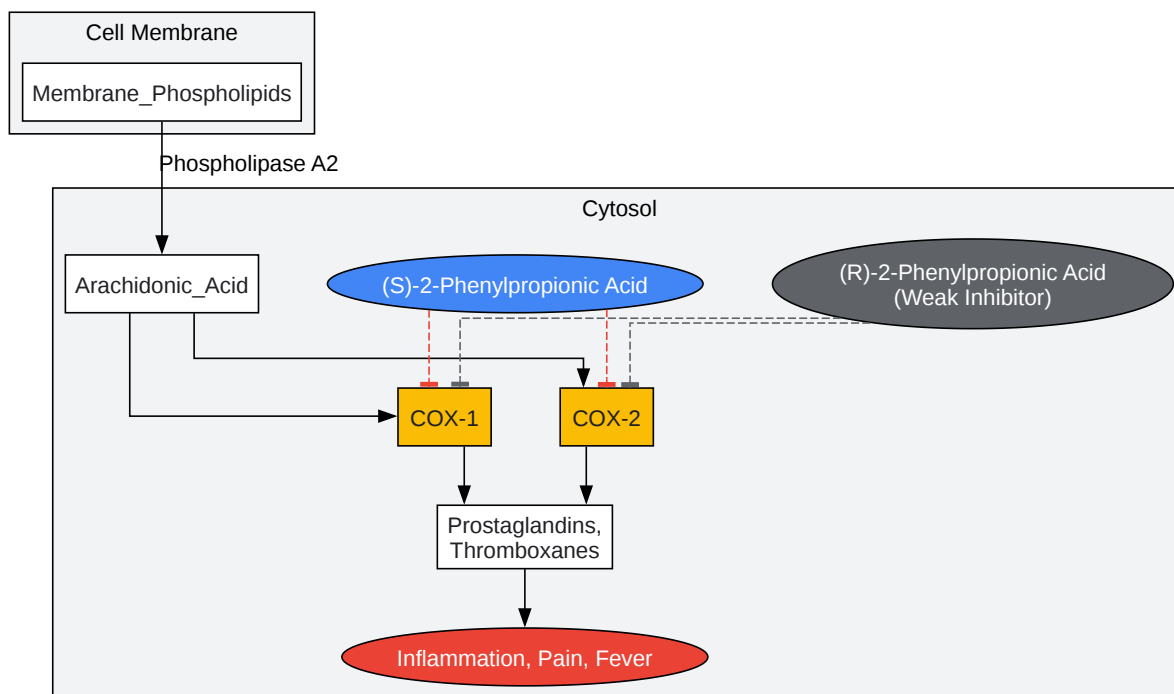 Cell Membrane
Membrane_Phospholipids
Phospholipase A2
Cytosol
Arachidonic_Acid
(S)-2-Phenylpropionic Acid
(R)-2-Phenylpropionic Acid
(Weak Inhibitor)
COX-1
COX-2
Prostaglandins,
Thromboxanes
Inflammation, Pain, Fever